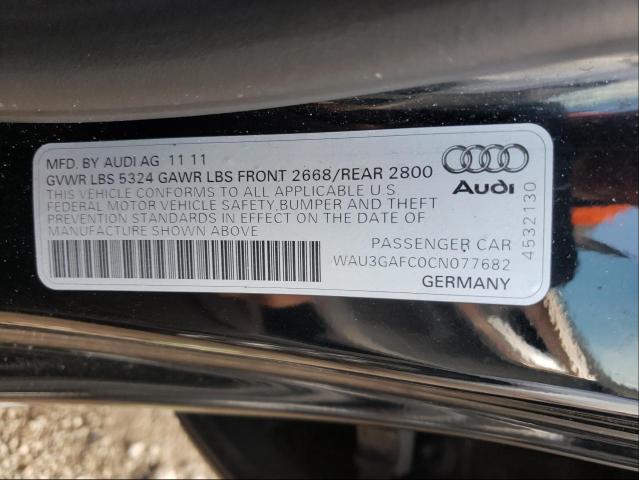 MFD. BY AUDI AG 11 11
GVWR LBS 5324 GAWR LBS FRONT 2668/REAR 2800
THIS VEHICLE CONFORMS TO ALL APPLICABLE U.S
FEDERAL MOTOR VEHICLE SAFETY,BUMPER AND THEFT
PREVENTION STANDARDS IN EFFECT ON THE DATE OF
MANUFACTURE SHOWN ABOVE
Audi
4532130
PASSENGER CAR
WAU3GAFC0CN077682
GERMANY